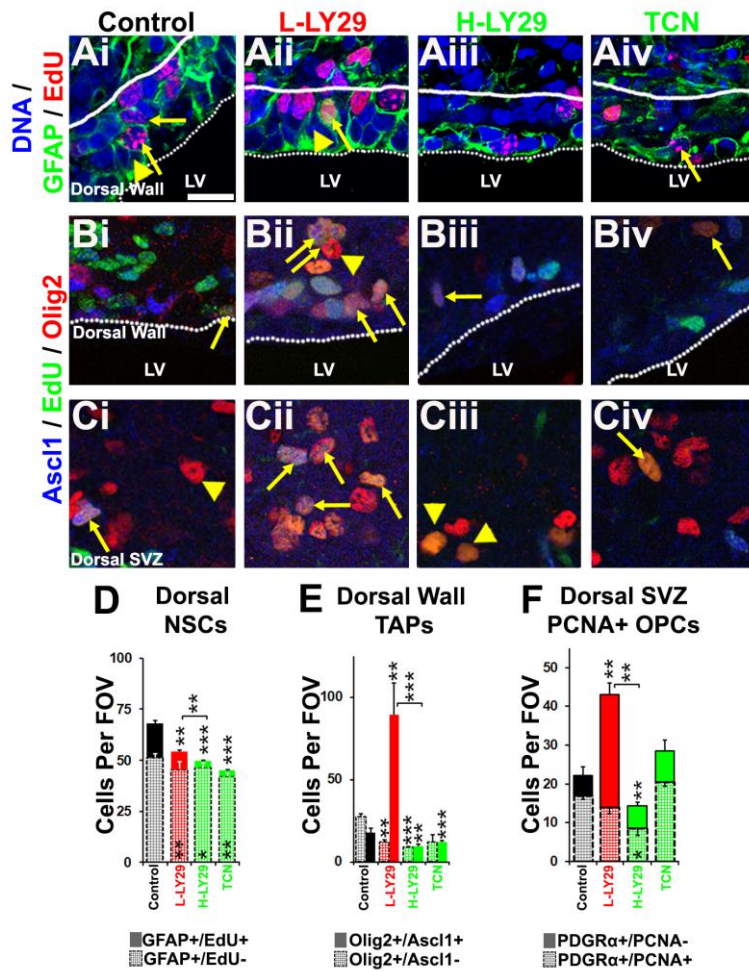 Control L-LY29 H-LY29 TCN
DNA /
GFAP / EdU
Ai Aii Aiii Aiv
Dorsal Wall LV LV LV LV
Ascl1 / EdU / Olig2
Bi Bii Biii Biv
Dorsal Wall
LV LV LV LV
Ci Cii Ciii Civ
Dorsal SVZ
D Dorsal
NSCs
Cells Per FOV
100
75
50
25
0
** ** *** ***
** * **
Control L-LY29 H-LY29 TCN
GFAP+/EdU+
GFAP+/EdU-
E Dorsal Wall
TAPs
Cells Per FOV
100
50
0
** ***
** *** ** ***
Control L-LY29 H-LY29 TCN
Olig2+/Ascl1+
Olig2+/Ascl1-
F Dorsal SVZ
PCNA+ OPCs
Cells Per FOV
50
40
30
20
10
0
** ** **
*
Control L-LY29 H-LY29 TCN
PDGRα+/PCNA-
PDGRα+/PCNA+